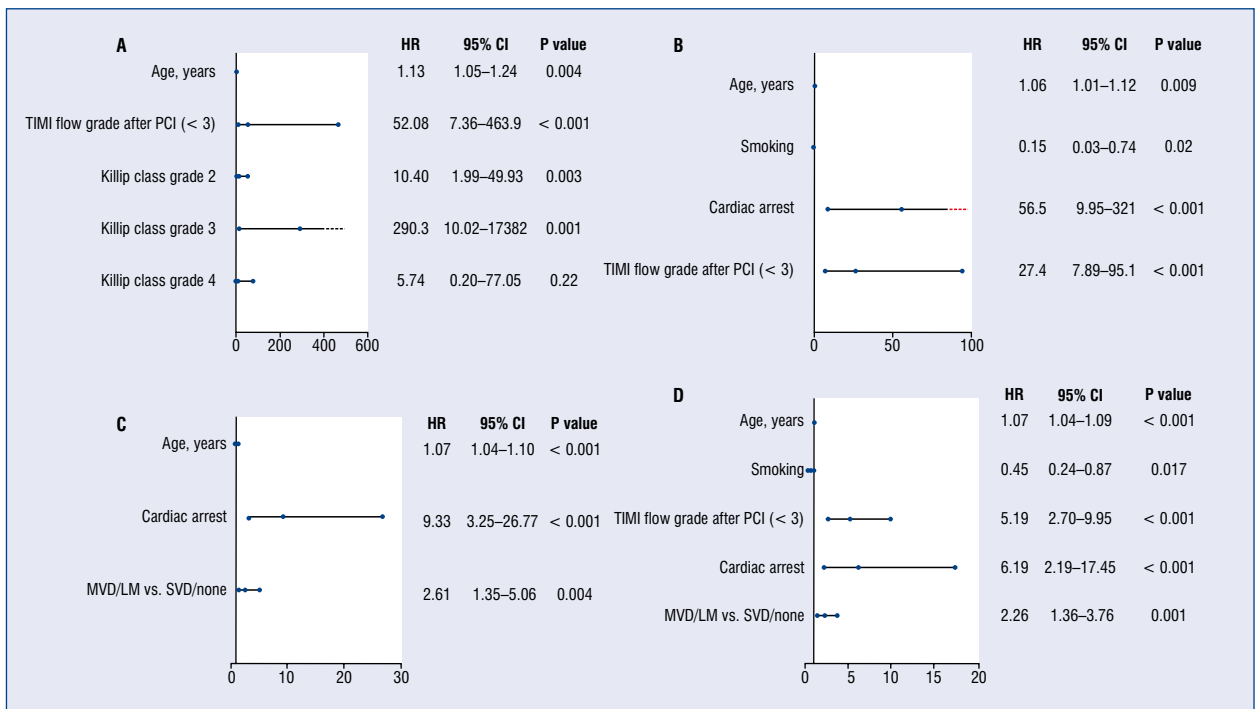 A
HR 95% CI P value
Age, years 1.13 1.05–1.24 0.004
TIMI flow grade after PCI (< 3) 52.08 7.36–463.9 < 0.001
Killip class grade 2 10.40 1.99–49.93 0.003
Killip class grade 3 290.3 10.02–17382 0.001
Killip class grade 4 5.74 0.20–77.05 0.22
0 200 400 600
B
HR 95% CI P value
Age, years 1.06 1.01–1.12 0.009
Smoking 0.15 0.03–0.74 0.02
Cardiac arrest 56.5 9.95–321 < 0.001
TIMI flow grade after PCI (< 3) 27.4 7.89–95.1 < 0.001
0 50 100
C
HR 95% CI P value
Age, years 1.07 1.04–1.10 < 0.001
Cardiac arrest 9.33 3.25–26.77 < 0.001
MVD/LM vs. SVD/none 2.61 1.35–5.06 0.004
0 10 20 30
D
HR 95% CI P value
Age, years 1.07 1.04–1.09 < 0.001
Smoking 0.45 0.24–0.87 0.017
TIMI flow grade after PCI (< 3) 5.19 2.70–9.95 < 0.001
Cardiac arrest 6.19 2.19–17.45 < 0.001
MVD/LM vs. SVD/none 2.26 1.36–3.76 0.001
0 5 10 15 20